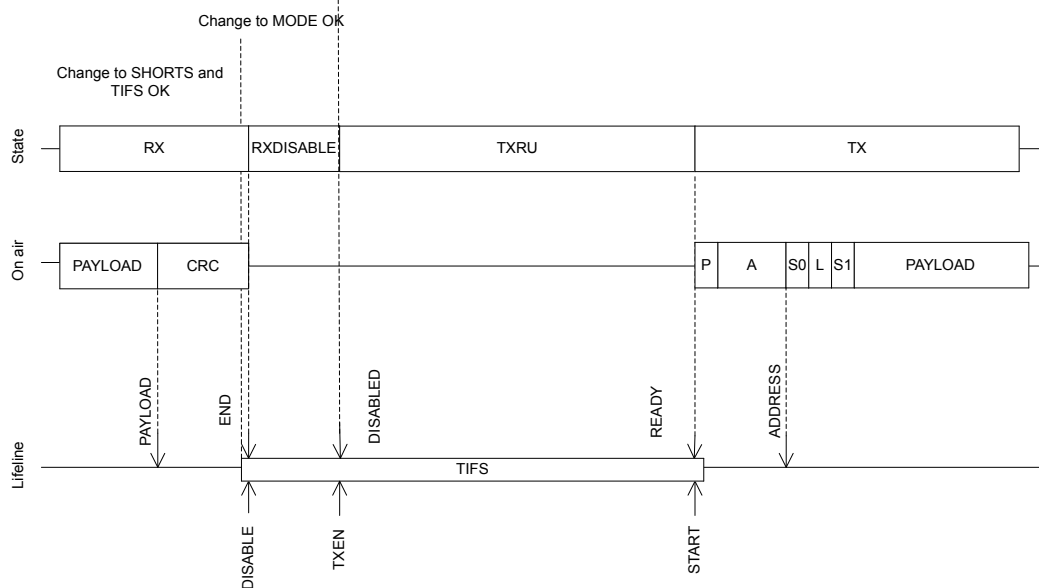 Change to MODE OK
Change to SHORTS and
TIFS OK
State
RX
RXDISABLE
TXRU
TX
On air
PAYLOAD
CRC
P
A
S0
L
S1
PAYLOAD
Lifeline
PAYLOAD
END
DISABLED
READY
ADDRESS
TIFS
DISABLE
TXEN
START